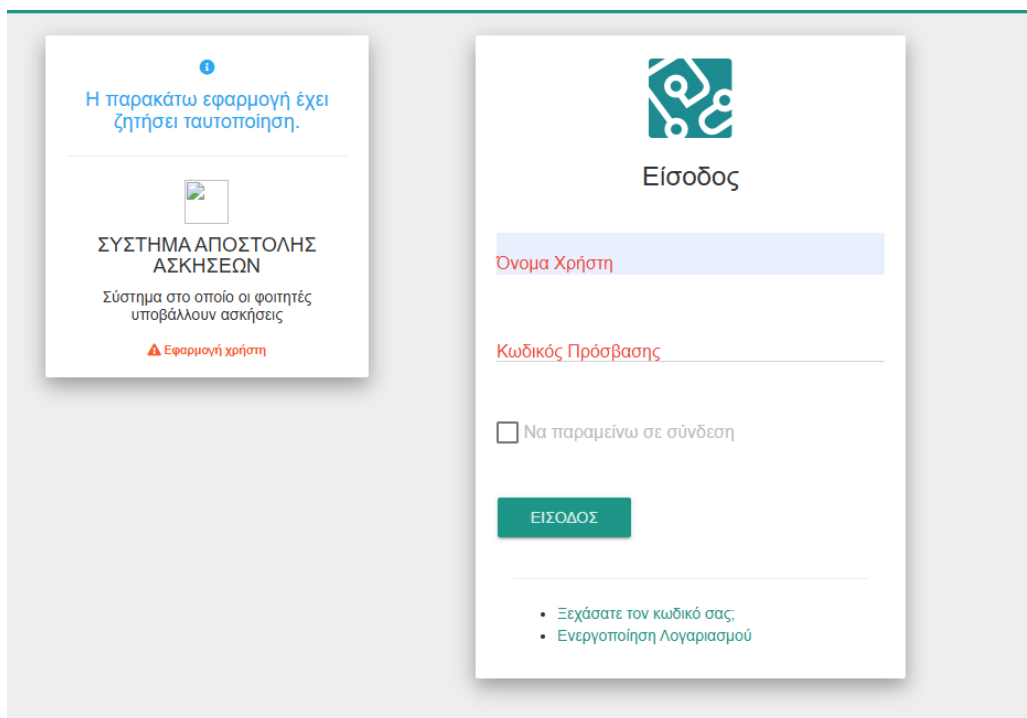 Η παρακάτω εφαρμογή έχει
ζητήσει ταυτοποίηση.
ΣΥΣΤΗΜΑ ΑΠΟΣΤΟΛΗΣ
ΑΣΚΗΣΕΩΝ
Σύστημα στο οποίο οι φοιτητές
υποβάλλουν ασκήσεις
Εφαρμογή χρήστη
Είσοδος
Όνομα Χρήστη
Κωδικός Πρόσβασης
Να παραμείνω σε σύνδεση
ΕΙΣΟΔΟΣ
Ξεχάσατε τον κωδικό σας;
Ενεργοποίηση Λογαριασμού